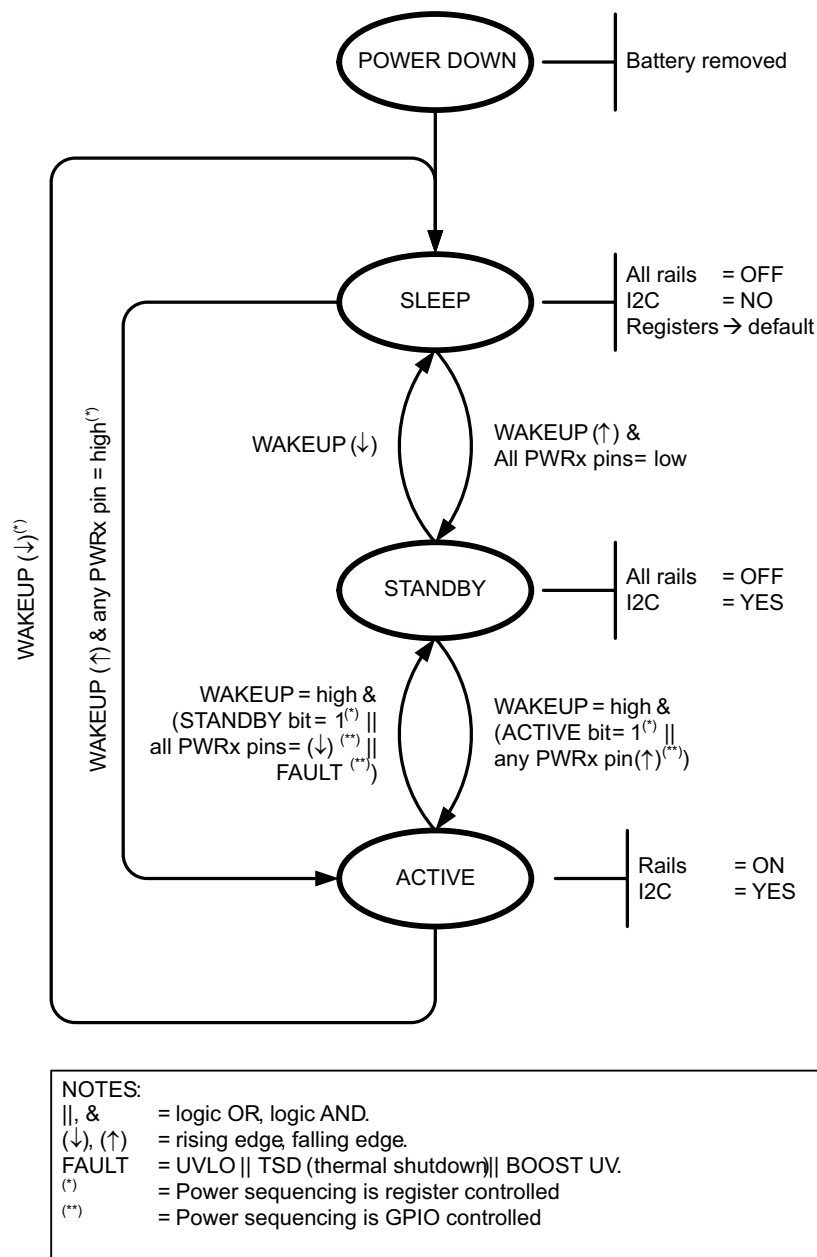 POWER DOWN
Battery removed
SLEEP
All rails = OFF
I2C = NO
Registers → default
WAKEUP (↓)
WAKEUP (↑) &
All PWRx pins= low
WAKEUP (↑) & any PWRx pin = high(*)
WAKEUP (↓)(*)
STANDBY
All rails = OFF
I2C = YES
WAKEUP = high &
(STANDBY bit= 1(*) ||
all PWRx pins= (↓) (**) ||
FAULT (**))
WAKEUP = high &
(ACTIVE bit= 1(*) ||
any PWRx pin(↑)(**))
ACTIVE
Rails = ON
I2C = YES
NOTES:
||, & = logic OR, logic AND.
(↓), (↑) = rising edge, falling edge.
FAULT = UVLO || TSD (thermal shutdown)|| BOOST UV.
(*) = Power sequencing is register controlled
(**) = Power sequencing is GPIO controlled